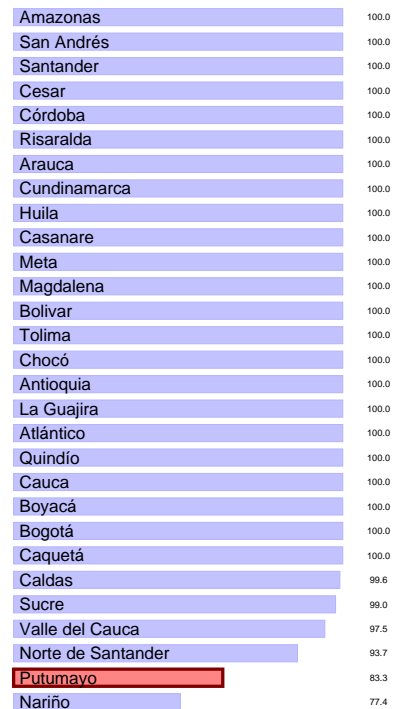 Amazonas 100.0
San Andrés 100.0
Santander 100.0
Cesar 100.0
Córdoba 100.0
Risaralda 100.0
Arauca 100.0
Cundinamarca 100.0
Huila 100.0
Casanare 100.0
Meta 100.0
Magdalena 100.0
Bolivar 100.0
Tolima 100.0
Chocó 100.0
Antioquia 100.0
La Guajira 100.0
Atlántico 100.0
Quindío 100.0
Cauca 100.0
Boyacá 100.0
Bogotá 100.0
Caquetá 100.0
Caldas 99.6
Sucre 99.0
Valle del Cauca 97.5
Norte de Santander 93.7
Putumayo 83.3
Nariño 77.4